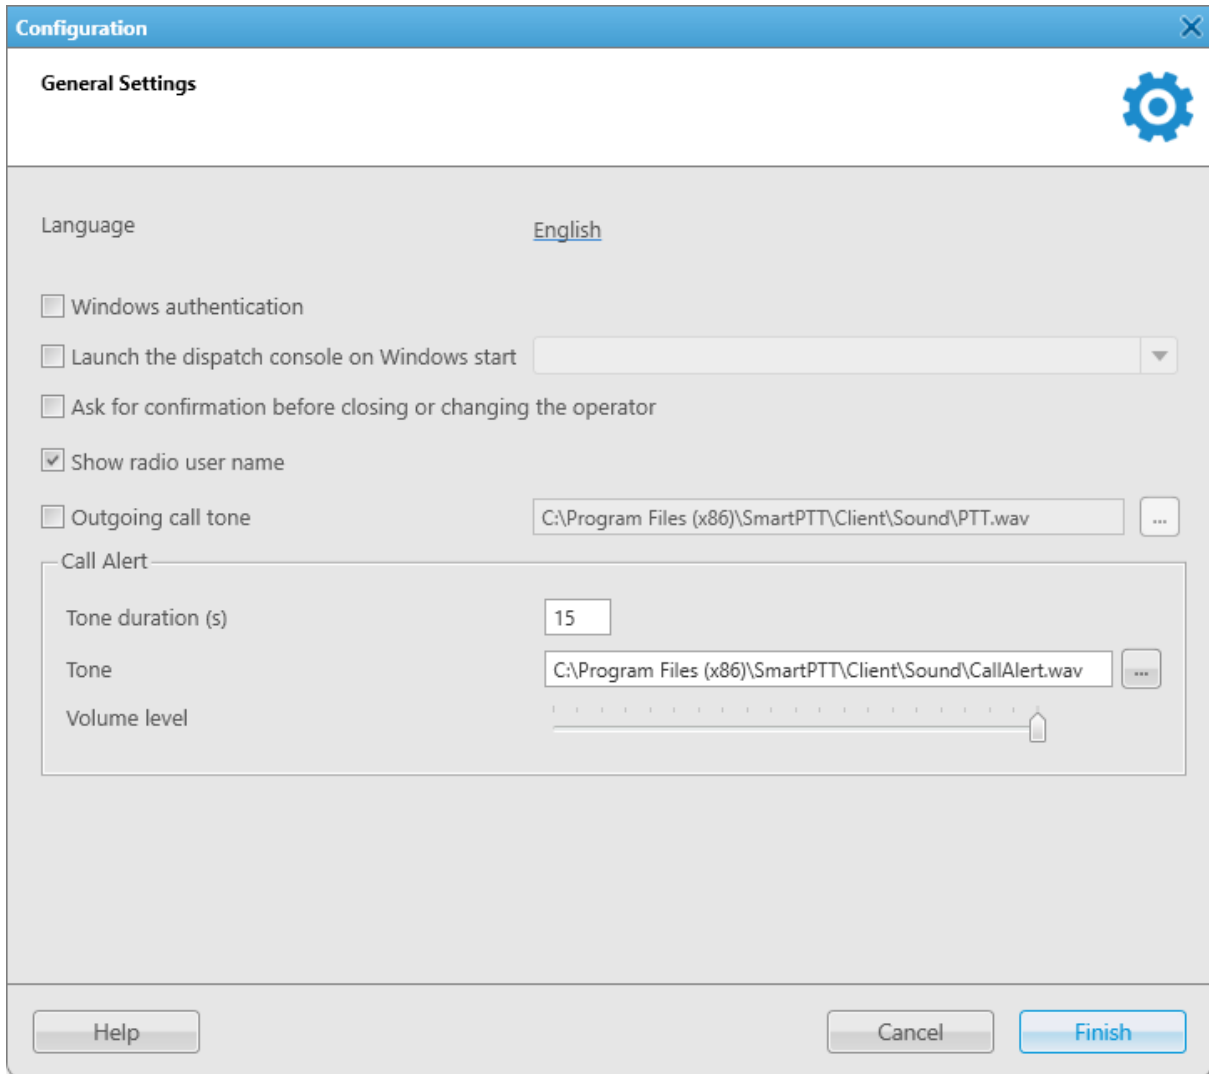 Configuration
General Settings
Language English
Windows authentication
Launch the dispatch console on Windows start
Ask for confirmation before closing or changing the operator
Show radio user name
Outgoing call tone C:\Program Files (x86)\SmartPTT\Client\Sound\PTT.wav ...
Call Alert
Tone duration (s) 15
Tone C:\Program Files (x86)\SmartPTT\Client\Sound\CallAlert.wav ...
Volume level
Help Cancel Finish